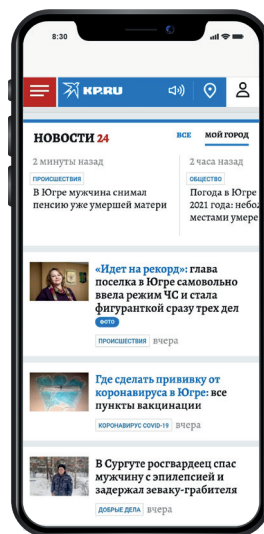 8:30
KP.RU
НОВОСТИ 24
ВСЕ
МОЙ ГОРОД
2 минуты назад
ПРОИСШЕСТВИЯ
В Югре мужчина снимал
пенсию уже умершей матери
2 часа назад
ОБЩЕСТВО
Погода в Югре
2021 года:
местами
«Идет на рекорд»: глава
поселка в Югре самовольно
ввела режим ЧС и стала
фигуранткой сразу трех дел
ФОТО
ПРОИСШЕСТВИЯ вчера
Где сделать прививку от
коронавируса в Югре: все
пункты вакцинации
КОРОНАВИРУС COVID-19 вчера
В Сургуте росгвардеец спас
мужчину с эпилепсией и
задержал зеваку-грабителя
ДОБРЫЕ ДЕЛА вчера